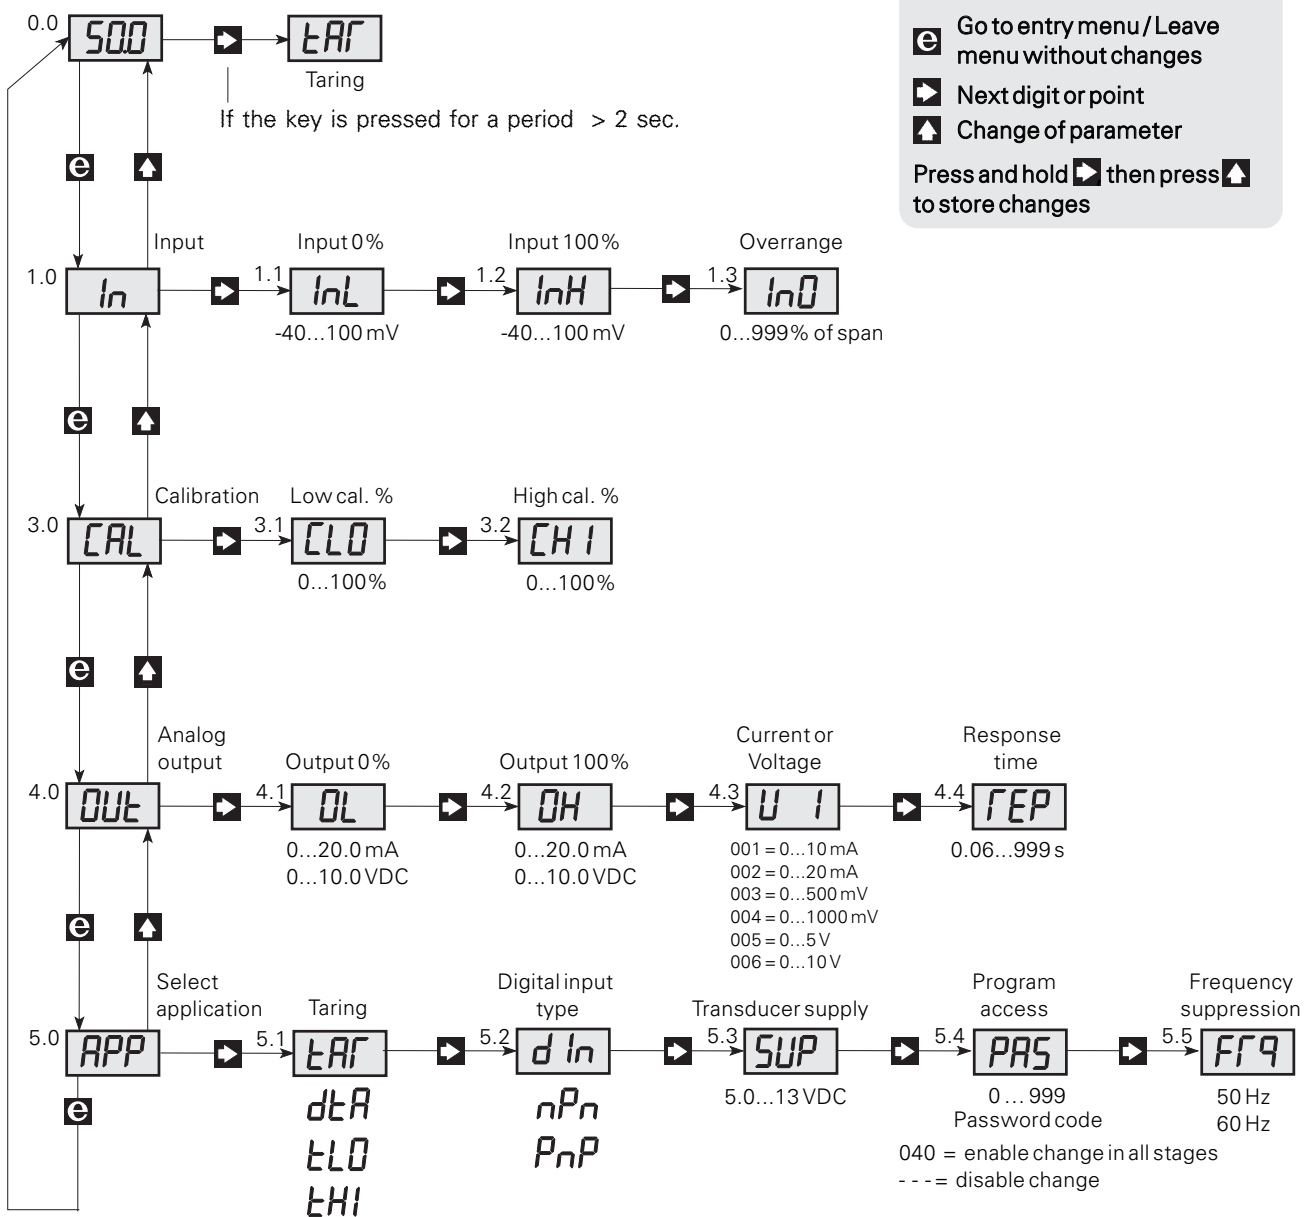 0.0
50.0
tAr
Taring
If the key is pressed for a period > 2 sec.
e Go to entry menu / Leave
menu without changes
Next digit or point
Change of parameter
Press and hold then press
to store changes
e
Input
Input 0%
Input 100%
Overrange
1.0
In
1.1
InL
1.2
InH
1.3
InO
-40...100 mV
-40...100 mV
0...999% of span
e
Calibration
Low cal. %
High cal. %
3.0
CAL
3.1
CLO
3.2
CHI
0...100%
0...100%
e
Analog
output
Output 0%
Output 100%
Current or
Voltage
Response
time
4.0
OUt
4.1
OL
4.2
OH
4.3
U I
4.4
rEP
0...20.0 mA
0...10.0 VDC
0...20.0 mA
0...10.0 VDC
001 = 0...10 mA
002 = 0...20 mA
003 = 0...500 mV
004 = 0...1000 mV
005 = 0...5 V
006 = 0...10 V
0.06...999 s
e
Select
application
Taring
Digital input
type
Transducer supply
Program
access
Frequency
suppression
5.0
APP
5.1
tAr
5.2
dIn
5.3
SUP
5.4
PAS
5.5
Frq
e
dtA
tLO
tHI
nPn
PnP
5.0...13 VDC
0 ... 999
Password code
040 = enable change in all stages
- - - = disable change
50 Hz
60 Hz